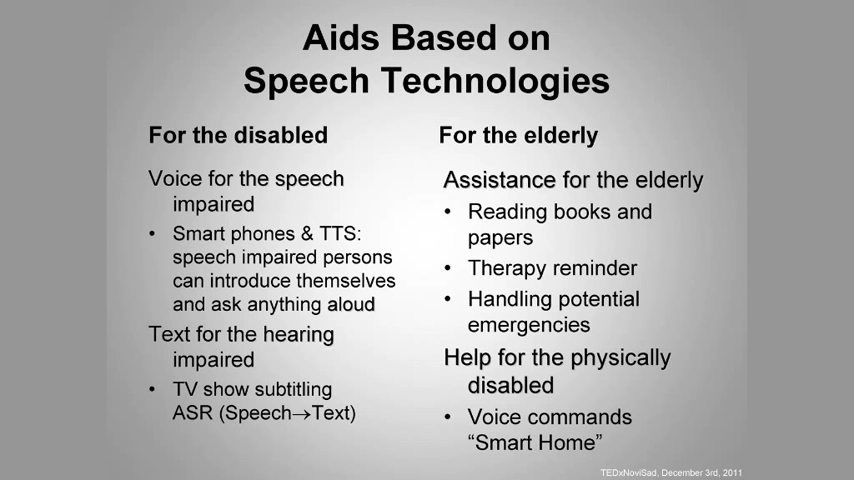 Aids Based on
Speech Technologies
For the disabled
Voice for the speech
impaired
• Smart phones & TTS:
speech impaired persons
can introduce themselves
and ask anything aloud
Text for the hearing
impaired
• TV show subtitling
ASR (Speech→Text)
For the elderly
Assistance for the elderly
• Reading books and
papers
• Therapy reminder
• Handling potential
emergencies
Help for the physically
disabled
• Voice commands
“Smart Home”
TEDxNoviSad, December 3rd, 2011